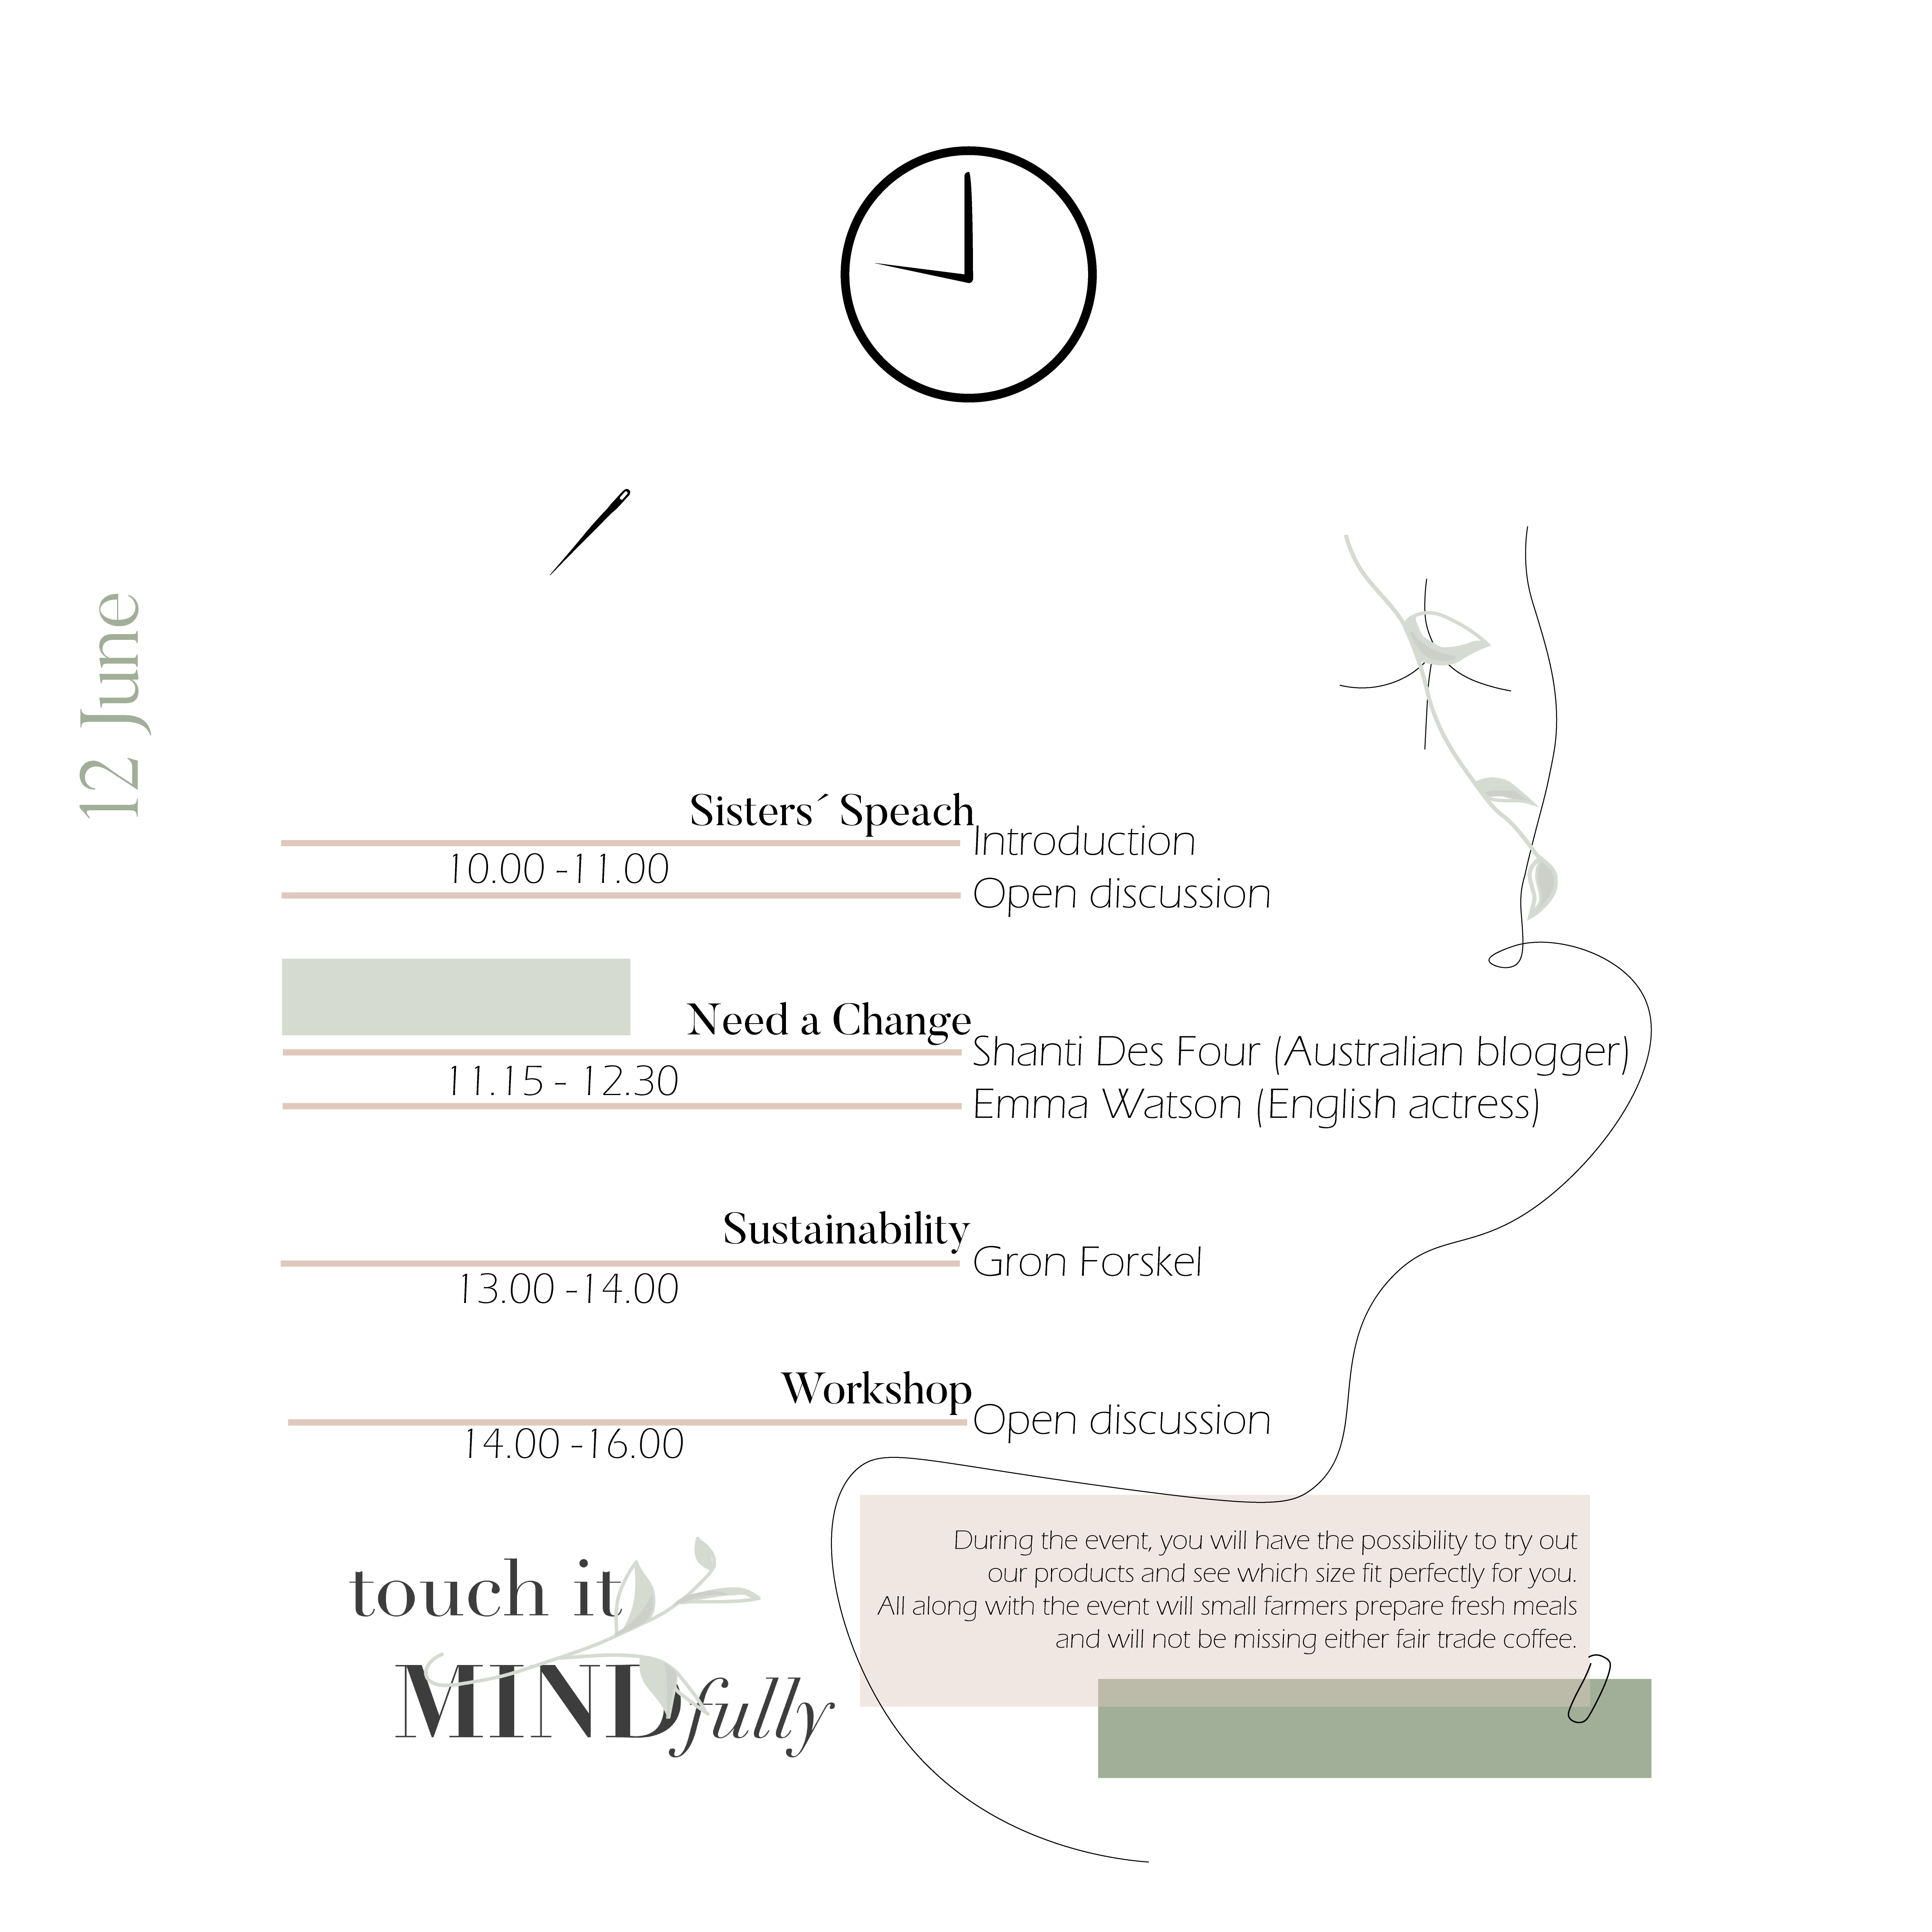 12 June
Sisters´ Speach
10.00 -11.00
Introduction
Open discussion
Need a Change
11.15 - 12.30
Shanti Des Four (Australian blogger)
Emma Watson (English actress)
Sustainability
13.00 -14.00
Gron Forskel
Workshop
14.00 -16.00
Open discussion
During the event, you will have the possibility to try out
our products and see which size fit perfectly for you.
All along with the event will small farmers prepare fresh meals
and will not be missing either fair trade coffee.
touch it
MINDfully